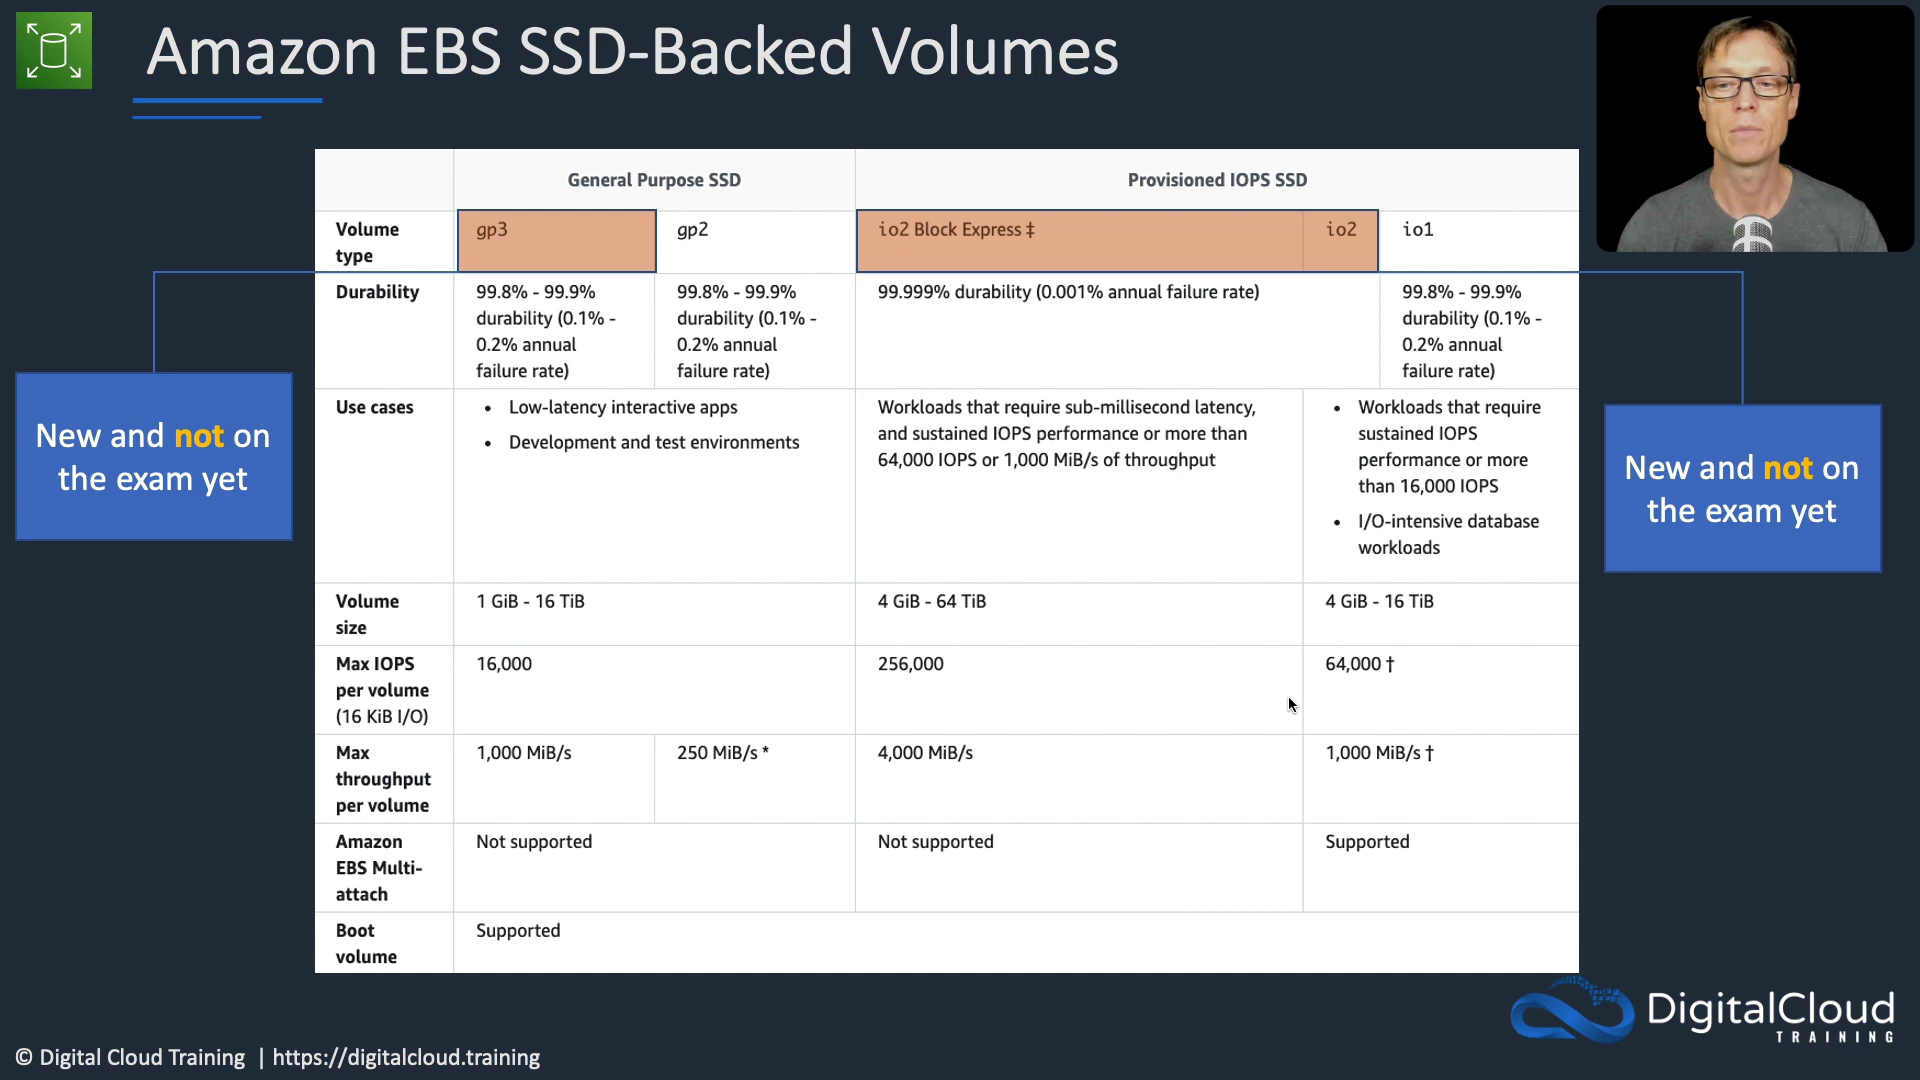 Amazon EBS SSD-Backed Volumes
General Purpose SSD
Provisioned IOPS SSD
Volume
type
gp3
gp2
io2 Block Express ‡
io2
io1
Durability
99.8% - 99.9%
durability (0.1% -
0.2% annual
failure rate)
99.8% - 99.9%
durability (0.1% -
0.2% annual
failure rate)
99.999% durability (0.001% annual failure rate)
99.8% - 99.9%
durability (0.1% -
0.2% annual
failure rate)
New and not on
the exam yet
Use cases
• Low-latency interactive apps
• Development and test environments
Workloads that require sub-millisecond latency,
and sustained IOPS performance or more than
64,000 IOPS or 1,000 MiB/s of throughput
• Workloads that require
sustained IOPS
performance or more
than 16,000 IOPS
• I/O-intensive database
workloads
New and not on
the exam yet
Volume
size
1 GiB - 16 TiB
4 GiB - 64 TiB
4 GiB - 16 TiB
Max IOPS
per volume
(16 KiB I/O)
16,000
256,000
64,000 †
Max
throughput
per volume
1,000 MiB/s
250 MiB/s *
4,000 MiB/s
1,000 MiB/s †
Amazon
EBS Multi-
attach
Not supported
Not supported
Supported
Boot
volume
Supported
DigitalCloud
TRAINING
© Digital Cloud Training | https://digitalcloud.training